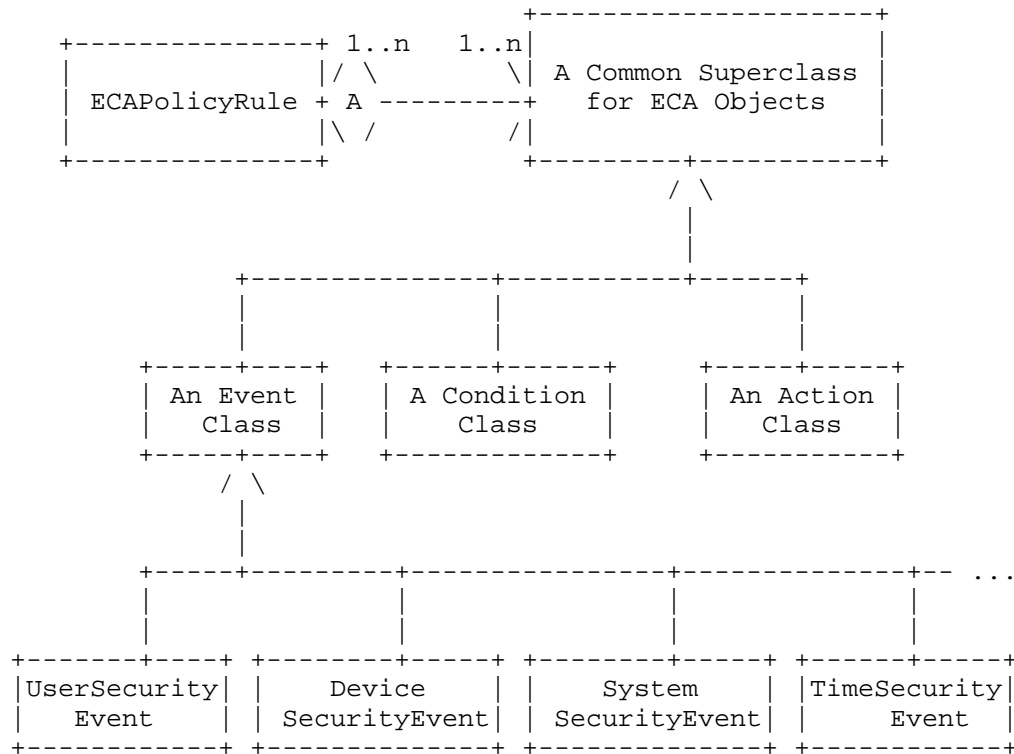 1..n 1..n
A Common Superclass
ECAPolicyRule A for ECA Objects
An Event A Condition An Action
Class Class Class
...
UserSecurity Device System TimeSecurity
Event SecurityEvent SecurityEvent Event